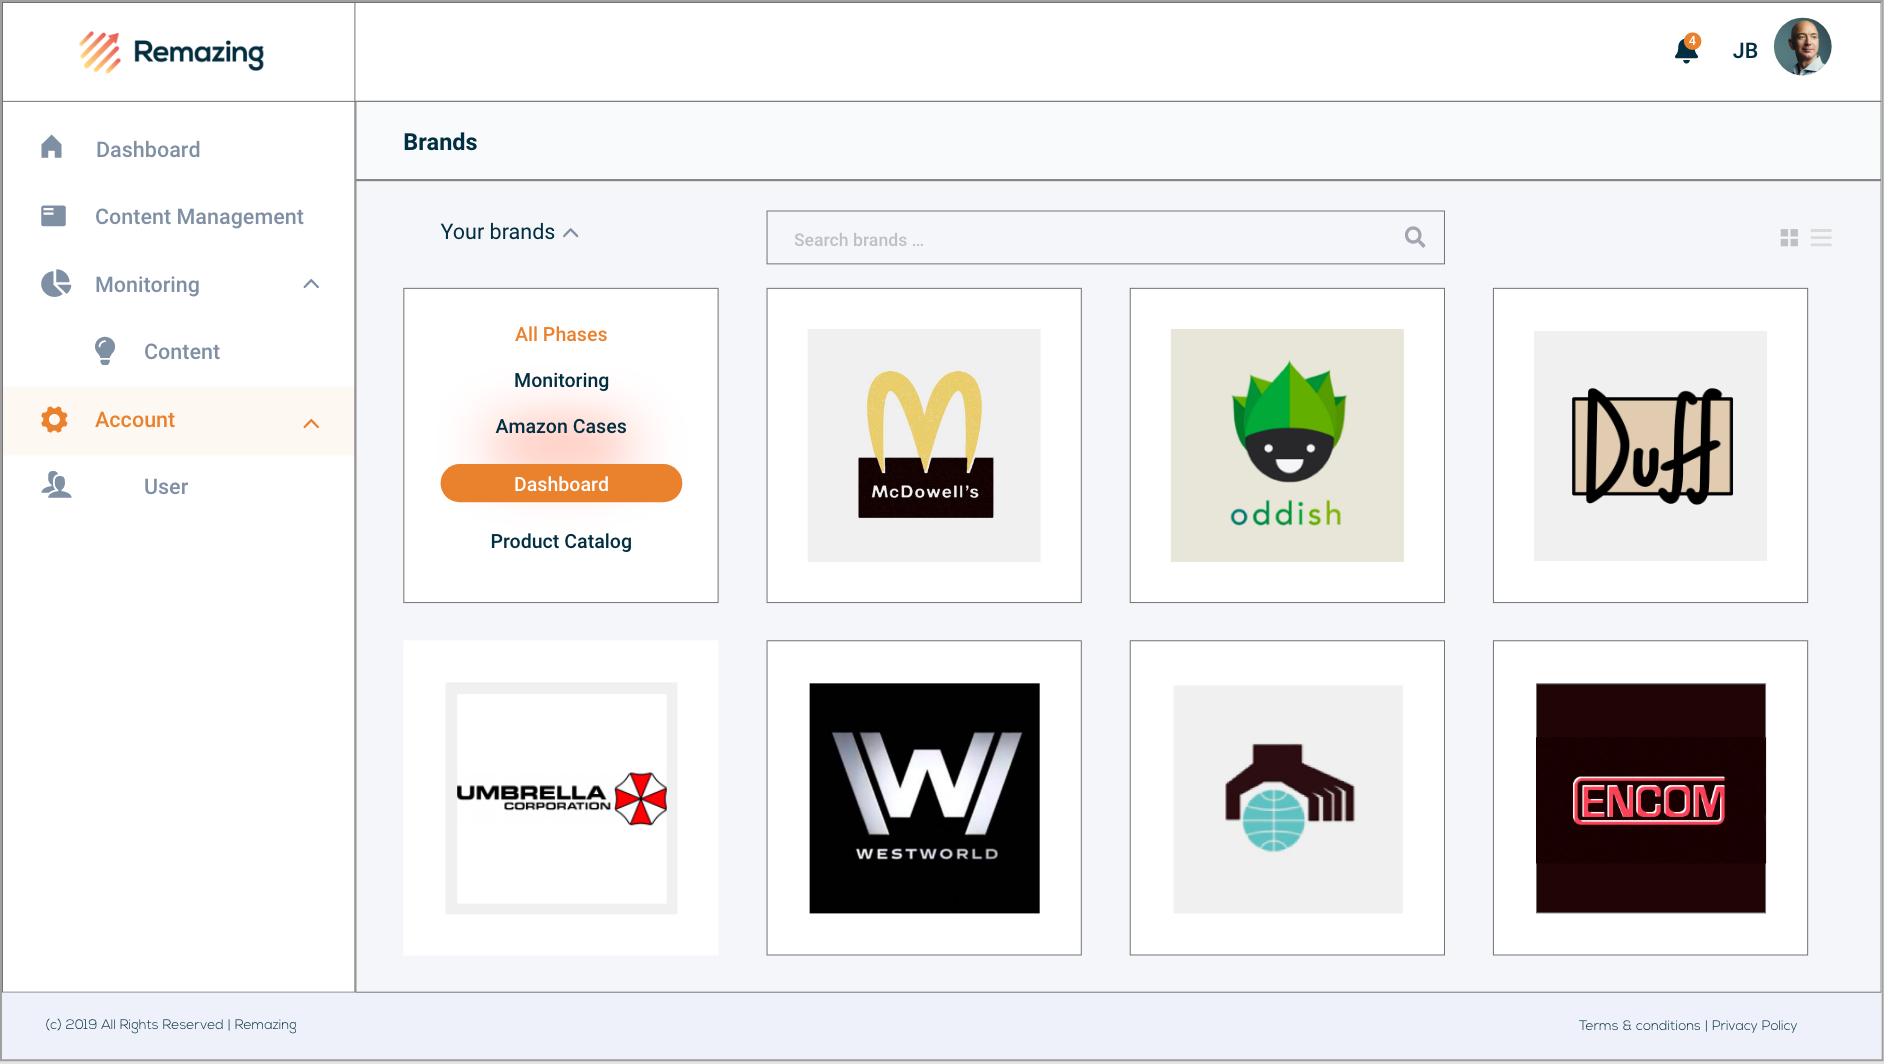 Remazing
4
JB
Dashboard
Content Management
Monitoring
Content
Account
User
Brands
Your brands
Search brands ...
All Phases
Monitoring
Amazon Cases
Dashboard
Product Catalog
McDowell's
oddish
Duff
UMBRELLA
CORPORATION
W
WESTWORLD
ENCOM
(c) 2019 All Rights Reserved | Remazing
Terms & conditions | Privacy Policy